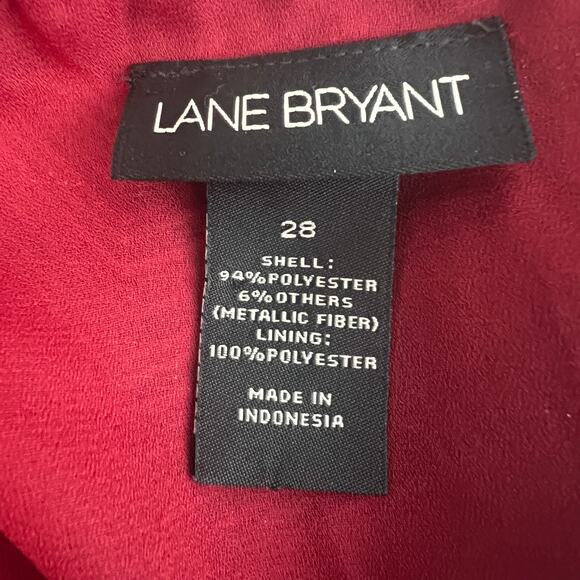 LANE BRYANT
28
SHELL:
94%POLYESTER
6%OTHERS
(METALLIC FIBER)
LINING:
100%POLYESTER
MADE IN
INDONESIA